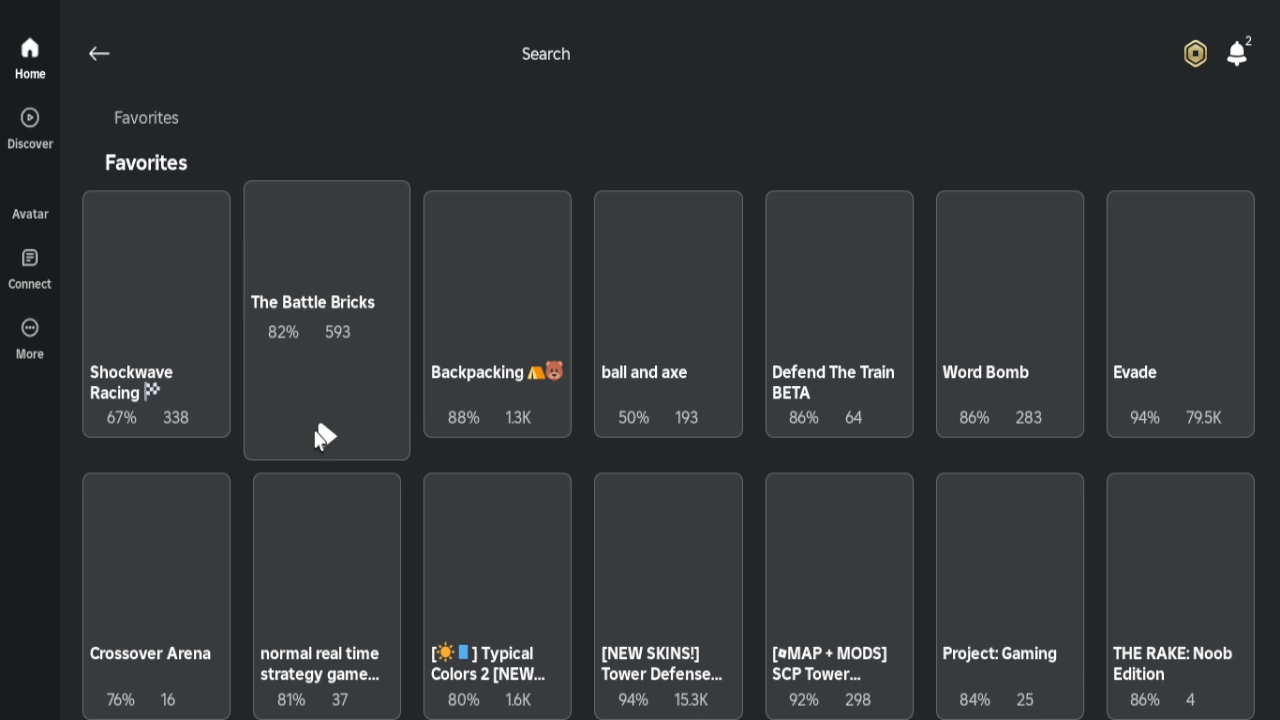 Home
Discover
Avatar
Connect
More
Search
2
Favorites
Favorites
Shockwave
Racing 🏁
67% 338
The Battle Bricks
82% 593
Backpacking ⛺🐻
88% 1.3K
ball and axe
50% 193
Defend The Train
BETA
86% 64
Word Bomb
86% 283
Evade
94% 79.5K
Crossover Arena
76% 16
normal real time
strategy game...
81% 37
[☀️🟦] Typical
Colors 2 [NEW...
80% 1.6K
[NEW SKINS!]
Tower Defense...
94% 15.3K
[MAP + MODS]
SCP Tower...
92% 298
Project: Gaming
84% 25
THE RAKE: Noob
Edition
86% 4